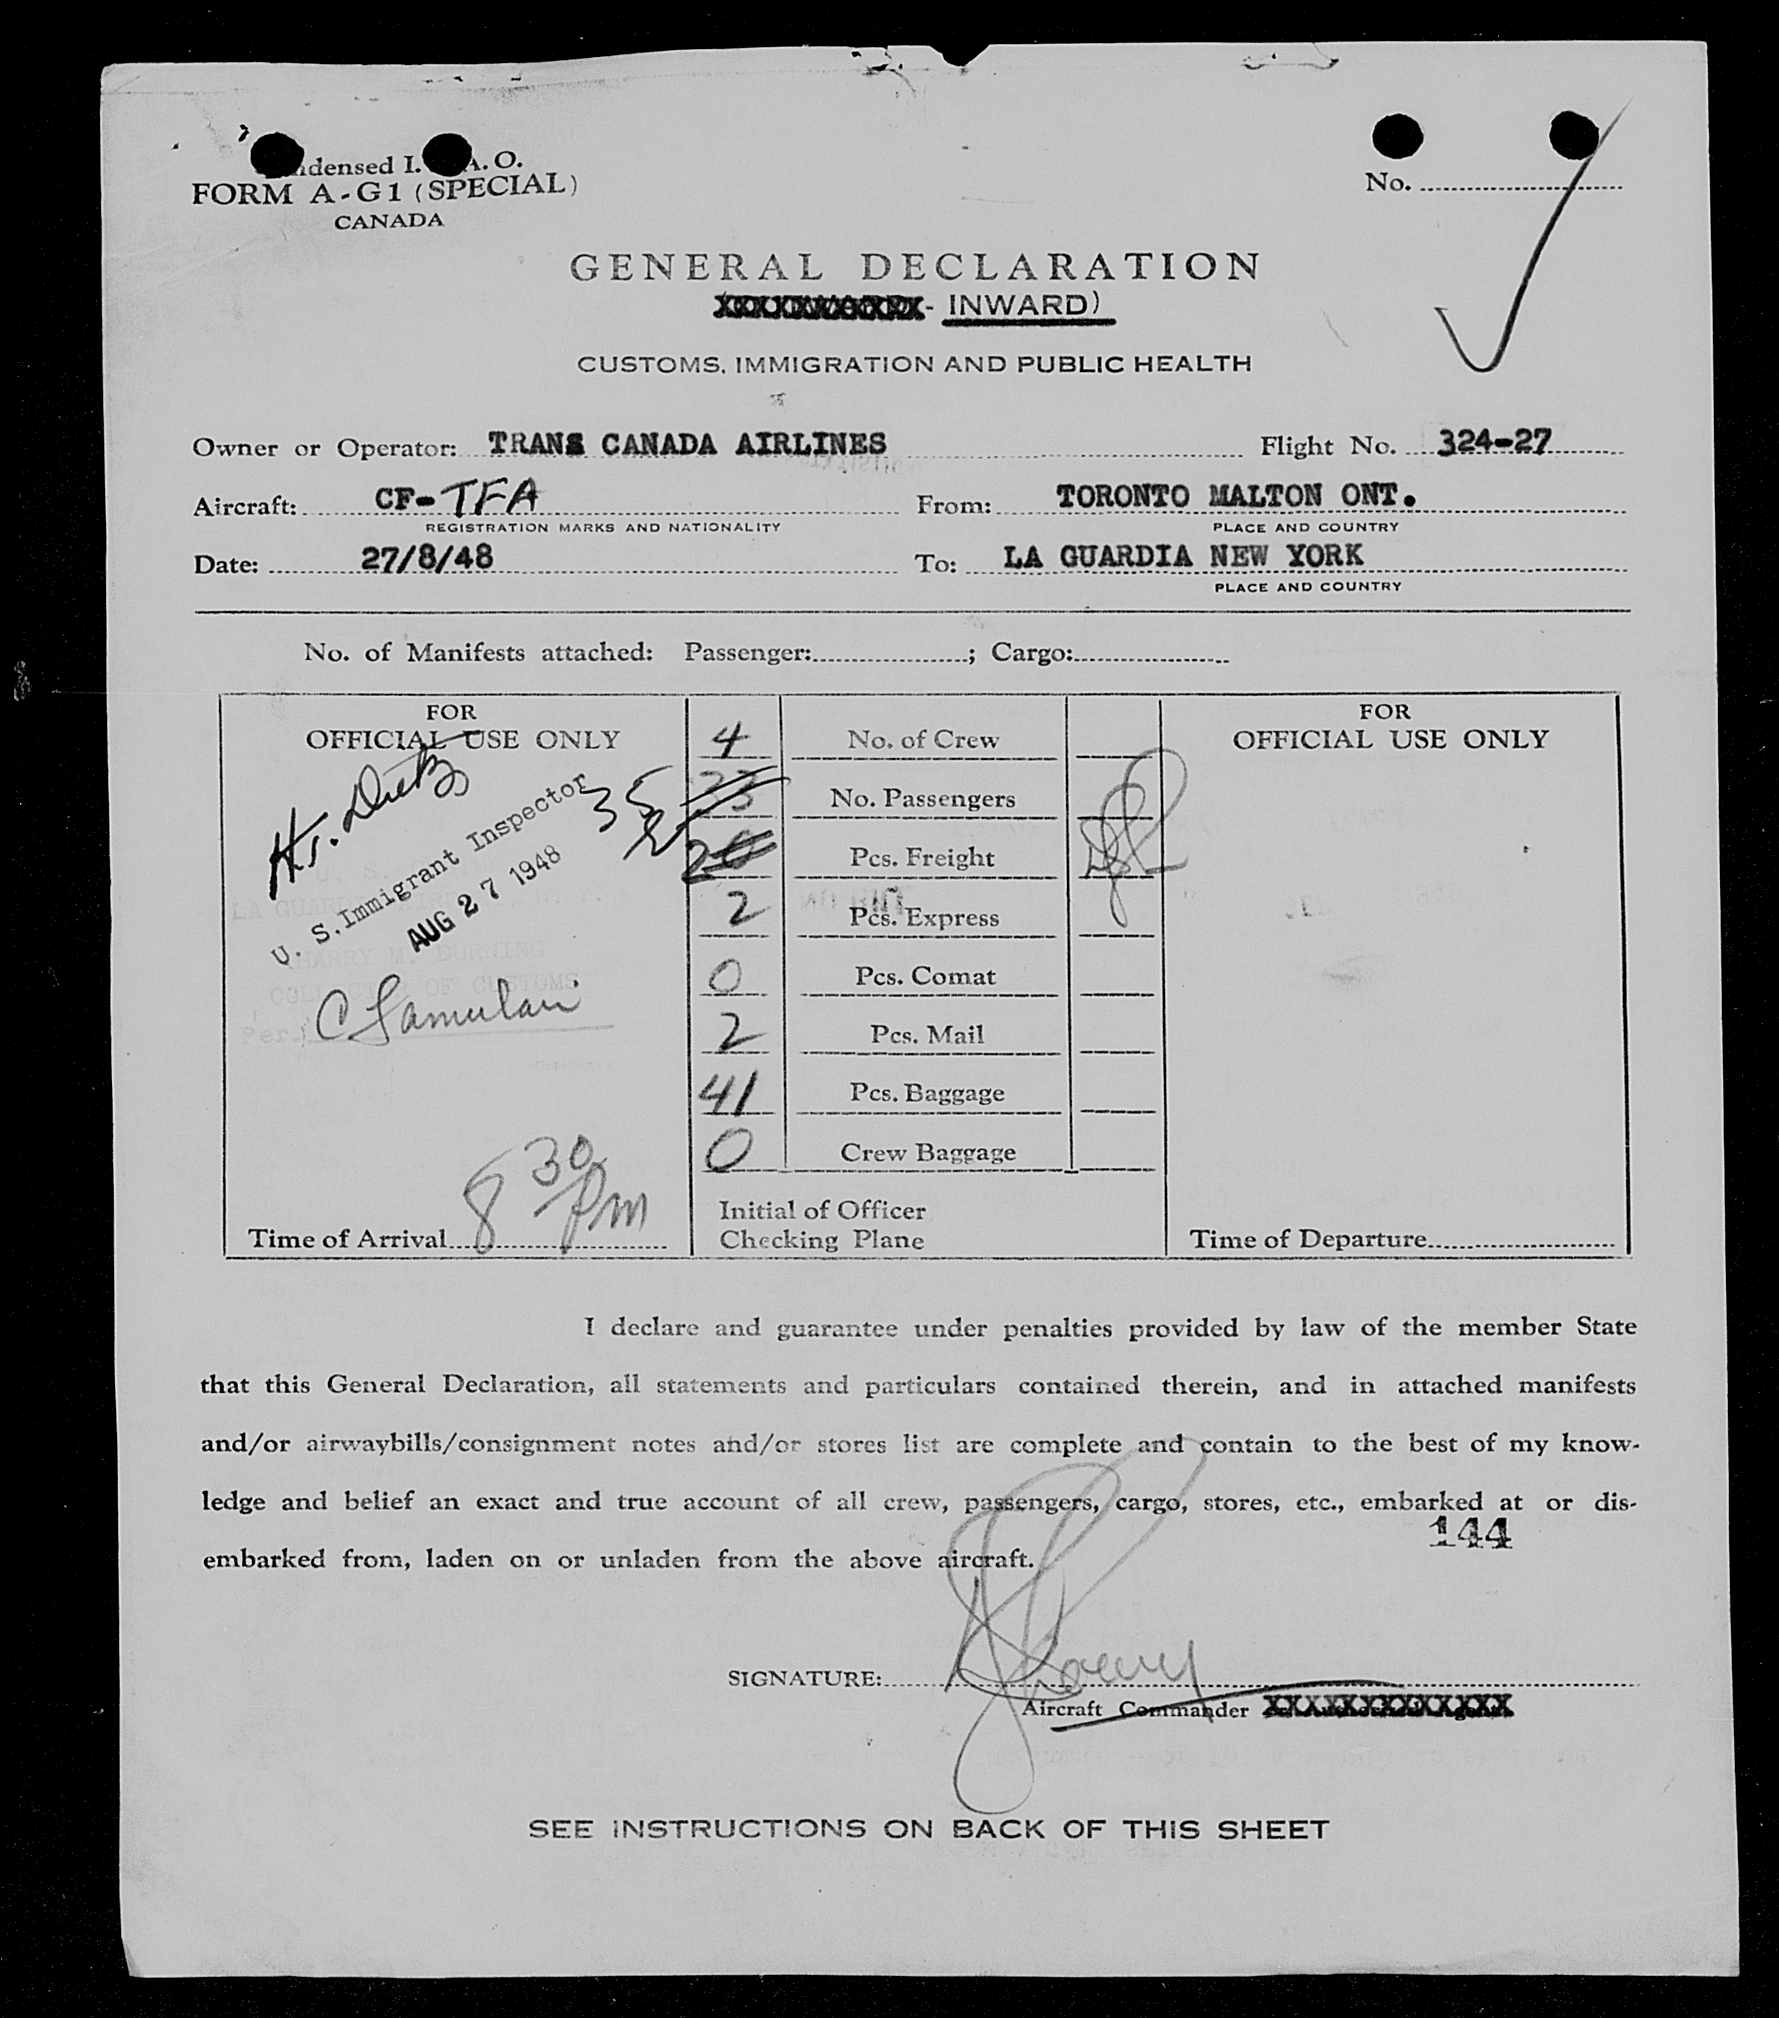 densed I. A. O.
FORM A-G1 (SPECIAL)
CANADA
No.
GENERAL DECLARATION
- INWARD)
CUSTOMS, IMMIGRATION AND PUBLIC HEALTH
Owner or Operator: TRANS CANADA AIRLINES Flight No. 324-27
Aircraft: CF-TFA From: TORONTO MALTON ONT.
REGISTRATION MARKS AND NATIONALITY PLACE AND COUNTRY
Date: 27/8/48 To: LA GUARDIA NEW YORK
PLACE AND COUNTRY
No. of Manifests attached: Passenger: ; Cargo:
FOR
OFFICIAL USE ONLY
U. S. Immigrant Inspector
AUG 27 1948
HARRY M. DURNING
COLLECTOR OF CUSTOMS
Per.
Time of Arrival 8 30 Pm
4 No. of Crew
35 33 No. Passengers
20 Pcs. Freight
2 Pcs. Express
0 Pcs. Comat
2 Pcs. Mail
41 Pcs. Baggage
0 Crew Baggage
Initial of Officer
Checking Plane
FOR
OFFICIAL USE ONLY
Time of Departure
I declare and guarantee under penalties provided by law of the member State
that this General Declaration, all statements and particulars contained therein, and in attached manifests
and/or airwaybills/consignment notes and/or stores list are complete and contain to the best of my know-
ledge and belief an exact and true account of all crew, passengers, cargo, stores, etc., embarked at or dis-
embarked from, laden on or unladen from the above aircraft.
144
SIGNATURE:
Aircraft Commander
SEE INSTRUCTIONS ON BACK OF THIS SHEET